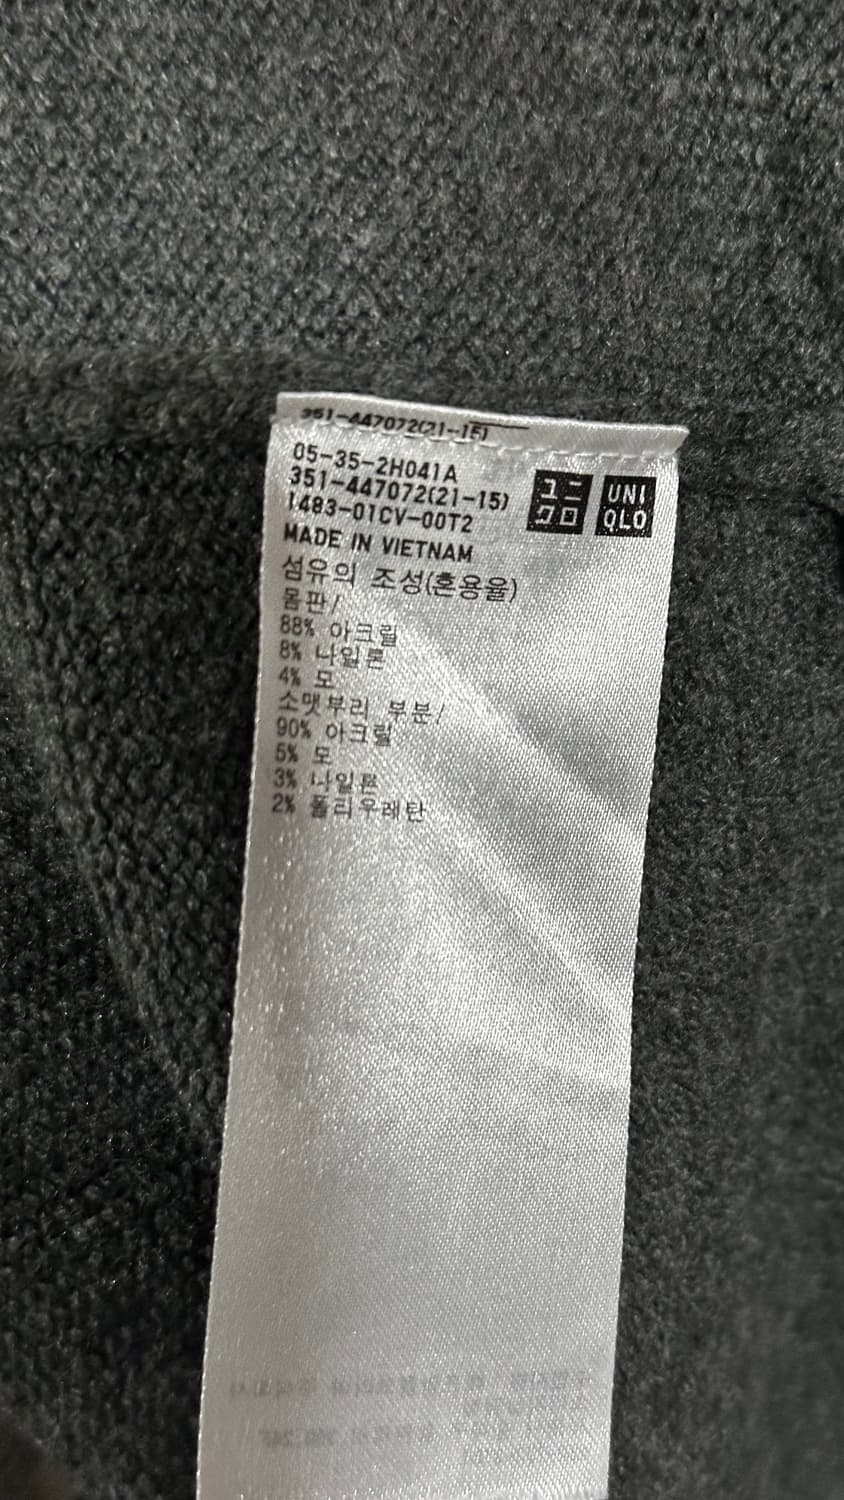 351-447072(21-15)
05-35-2H041A
351-447072(21-15)
1483-01CV-00T2
ユニ
クロ
UNI
QLO
MADE IN VIETNAM
섬유의 조성(혼용율)
몸판/
88% 아크릴
8% 나일론
4% 모
소맷부리 부분/
90% 아크릴
5% 모
3% 나일론
2% 폴리우레탄